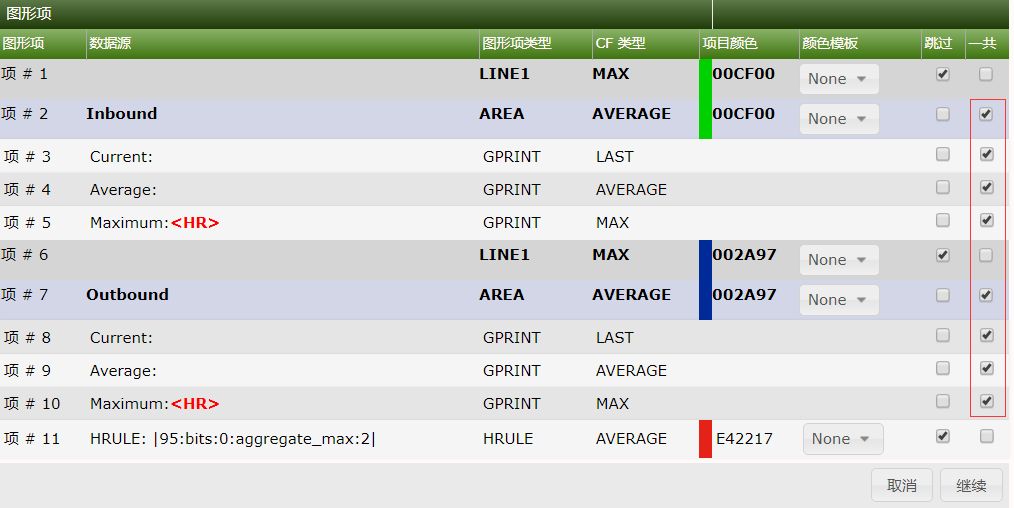 图形项
图形项 数据源 图形项类型 CF 类型 项目颜色 颜色模板 跳过 一共
项 # 1 LINE1 MAX 00CF00 None
项 # 2 Inbound AREA AVERAGE 00CF00 None
项 # 3 Current: GPRINT LAST
项 # 4 Average: GPRINT AVERAGE
项 # 5 Maximum:<HR> GPRINT MAX
项 # 6 LINE1 MAX 002A97 None
项 # 7 Outbound AREA AVERAGE 002A97 None
项 # 8 Current: GPRINT LAST
项 # 9 Average: GPRINT AVERAGE
项 # 10 Maximum:<HR> GPRINT MAX
项 # 11 HRULE: |95:bits:0:aggregate_max:2| HRULE AVERAGE E42217 None
取消 继续